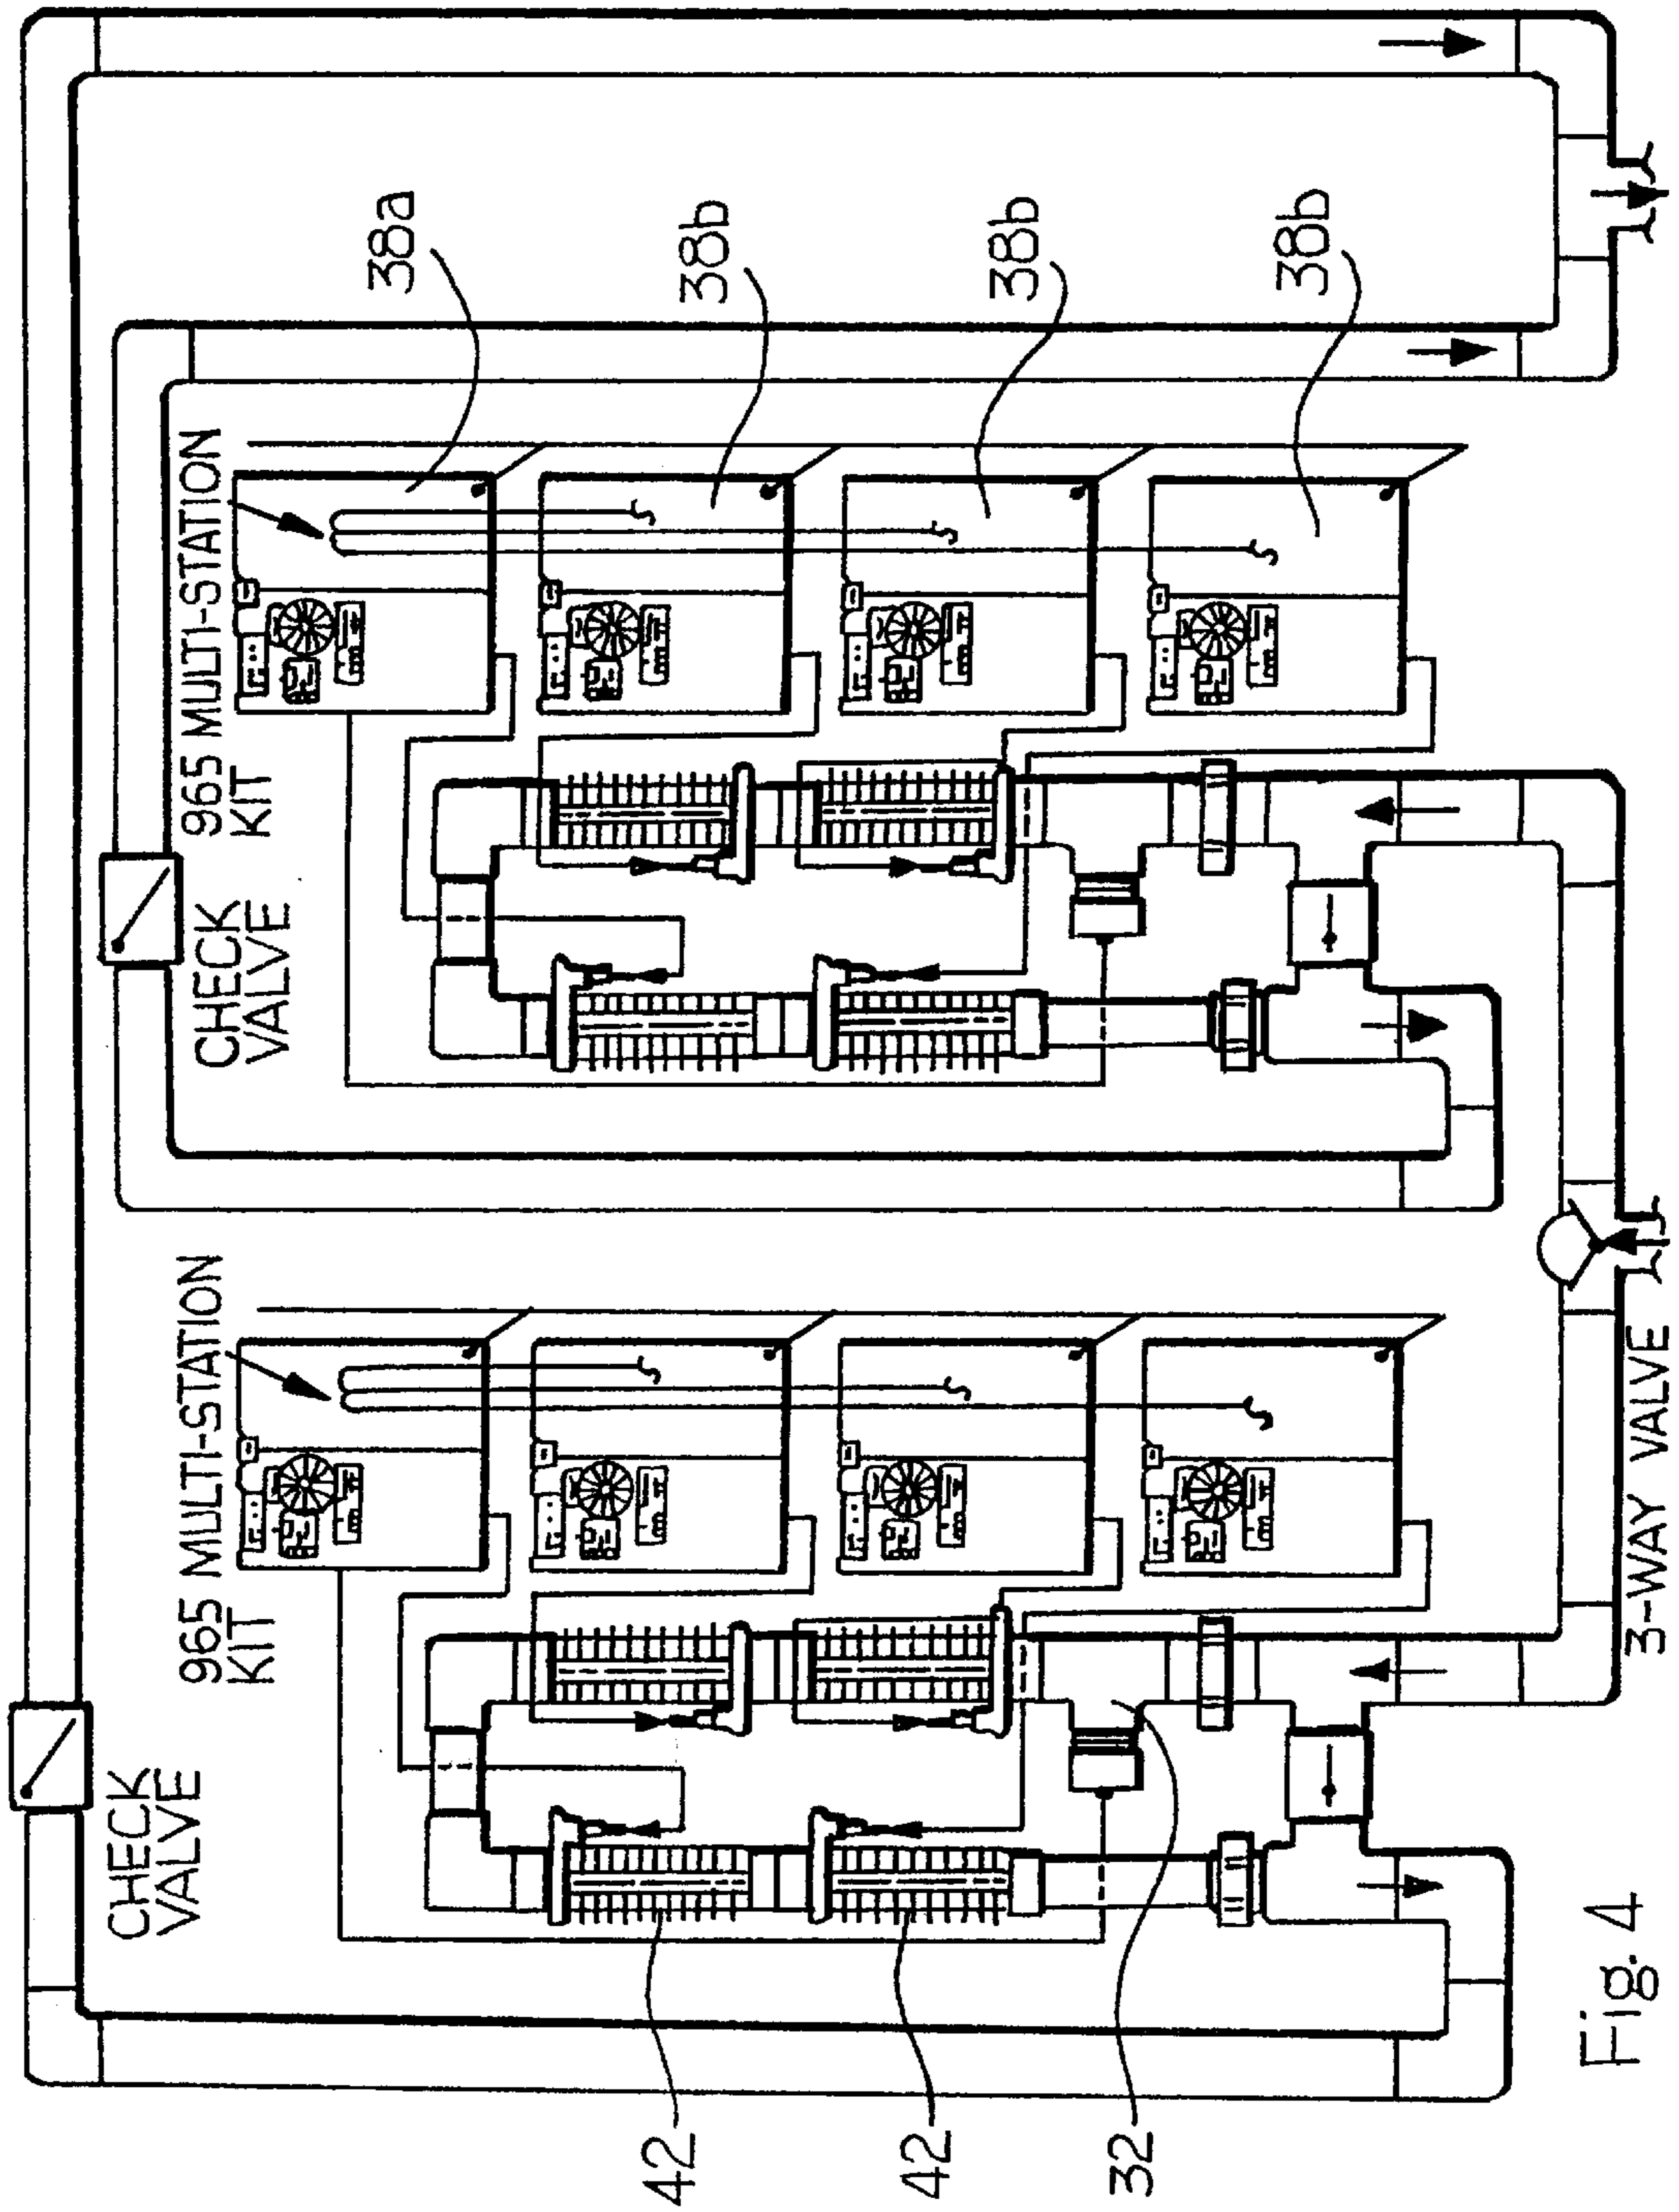 CHECK
VALVE
965 MULTI-STATION
KIT
CHECK
VALVE
965 MULTI-STATION
KIT
38a
38b
38b
38b
42
42
32
3-WAY VALVE
Fig. 4